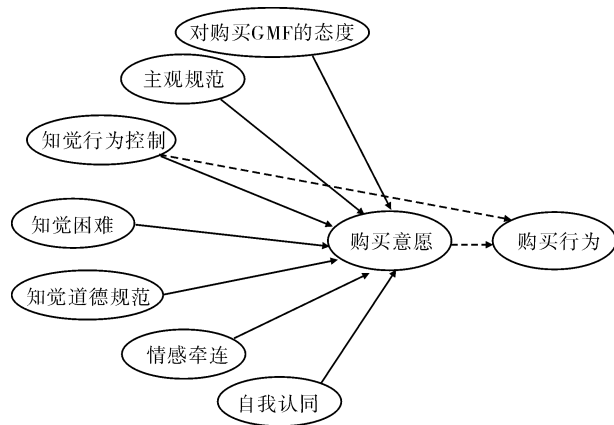 对购买GMF的态度
主观规范
知觉行为控制
知觉困难
购买意愿
购买行为
知觉道德规范
情感牵连
自我认同